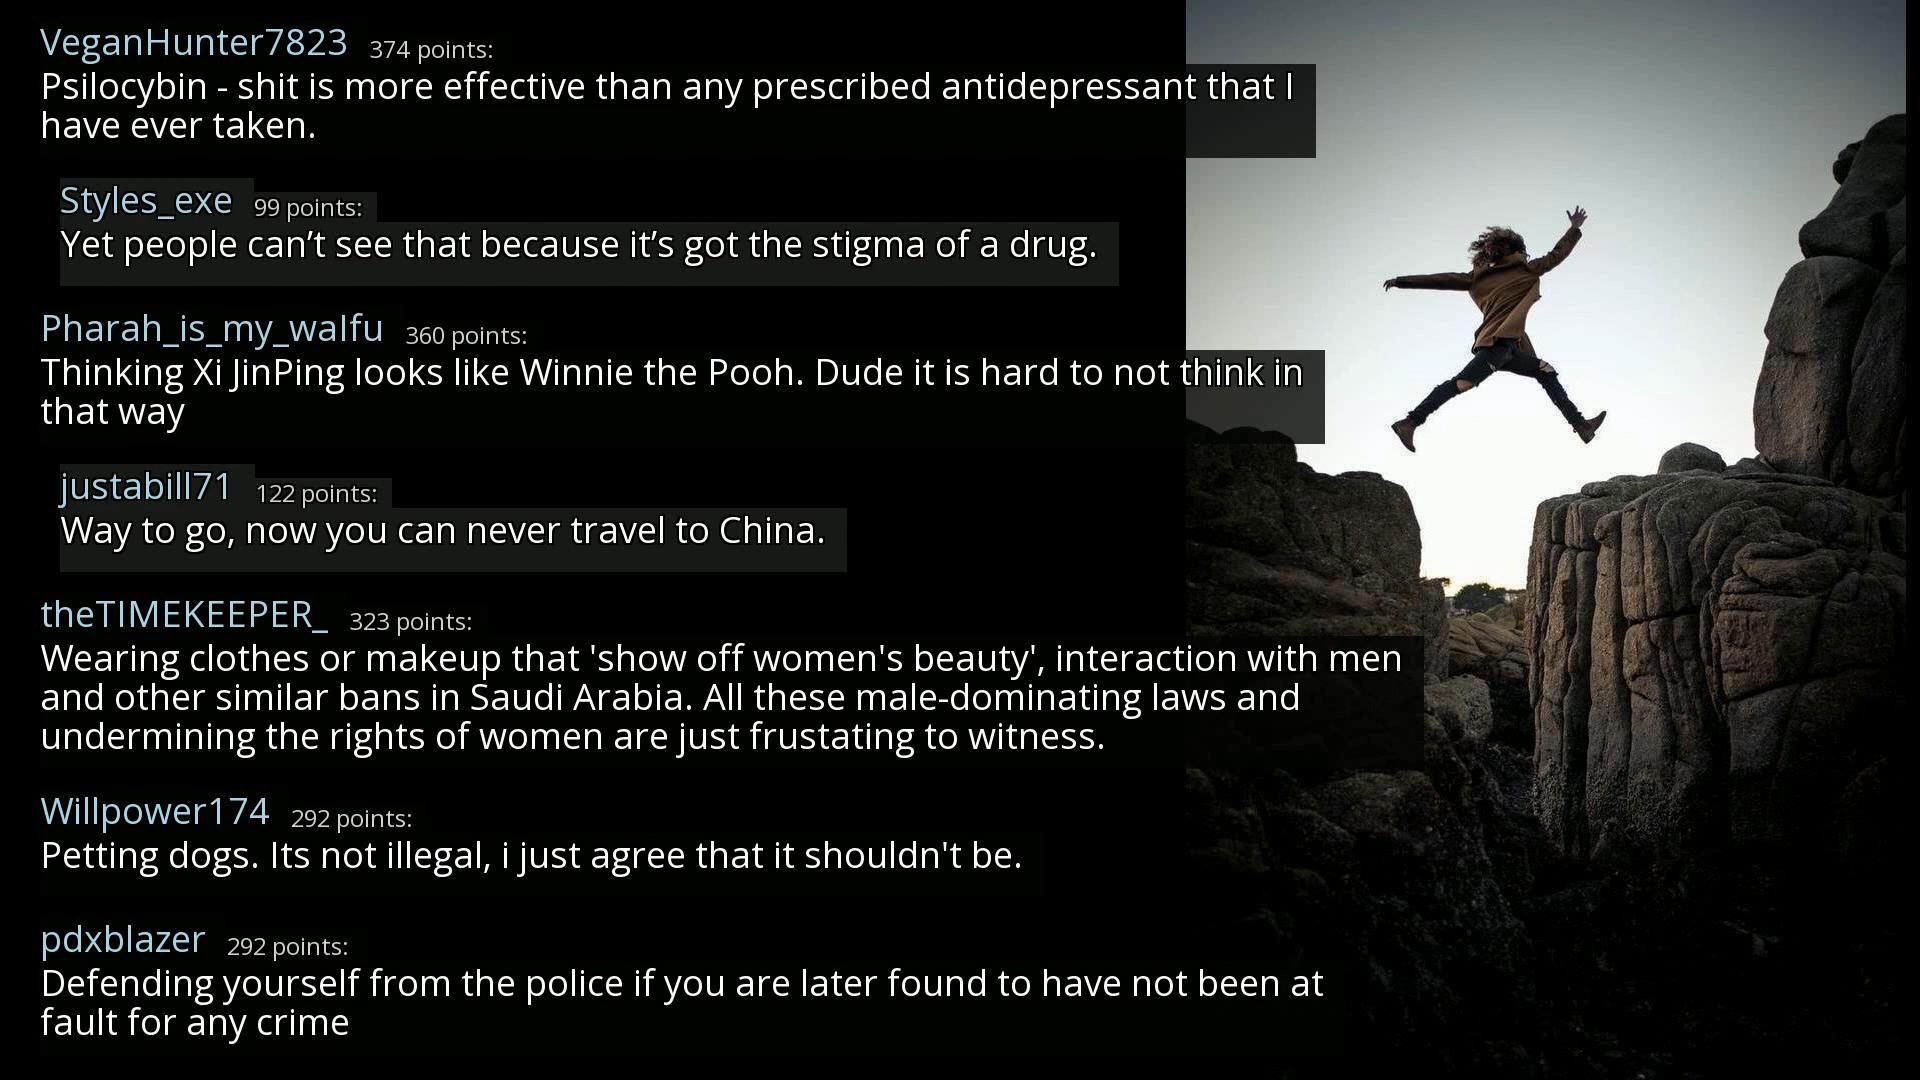 VeganHunter7823 374 points:
Psilocybin - shit is more effective than any prescribed antidepressant that I
have ever taken.
Styles_exe 99 points:
Yet people can’t see that because it’s got the stigma of a drug.
Pharah_is_my_waIfu 360 points:
Thinking Xi JinPing looks like Winnie the Pooh. Dude it is hard to not think in
that way
justabill71 122 points:
Way to go, now you can never travel to China.
theTIMEKEEPER_ 323 points:
Wearing clothes or makeup that 'show off women's beauty', interaction with men
and other similar bans in Saudi Arabia. All these male-dominating laws and
undermining the rights of women are just frustating to witness.
Willpower174 292 points:
Petting dogs. Its not illegal, i just agree that it shouldn't be.
pdxblazer 292 points:
Defending yourself from the police if you are later found to have not been at
fault for any crime